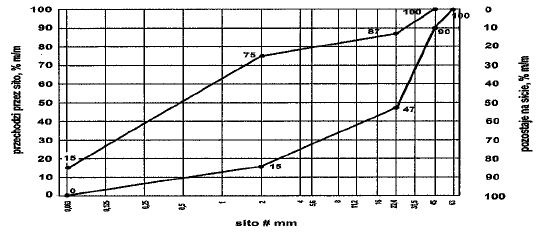 100 100 100 0
90 87 90 10
80 75 20
70 30
60 40
50 47 50
40 60
30 70
20 15 15 80
10 90
0 0 100
0,063 0,125 0,25 0,5 1 2 4 5,6 8 11,2 16 22,4 31,5 45 63
sito # mm
przechodzi przez sito, % m/m
pozostaje na sicie, % m/m